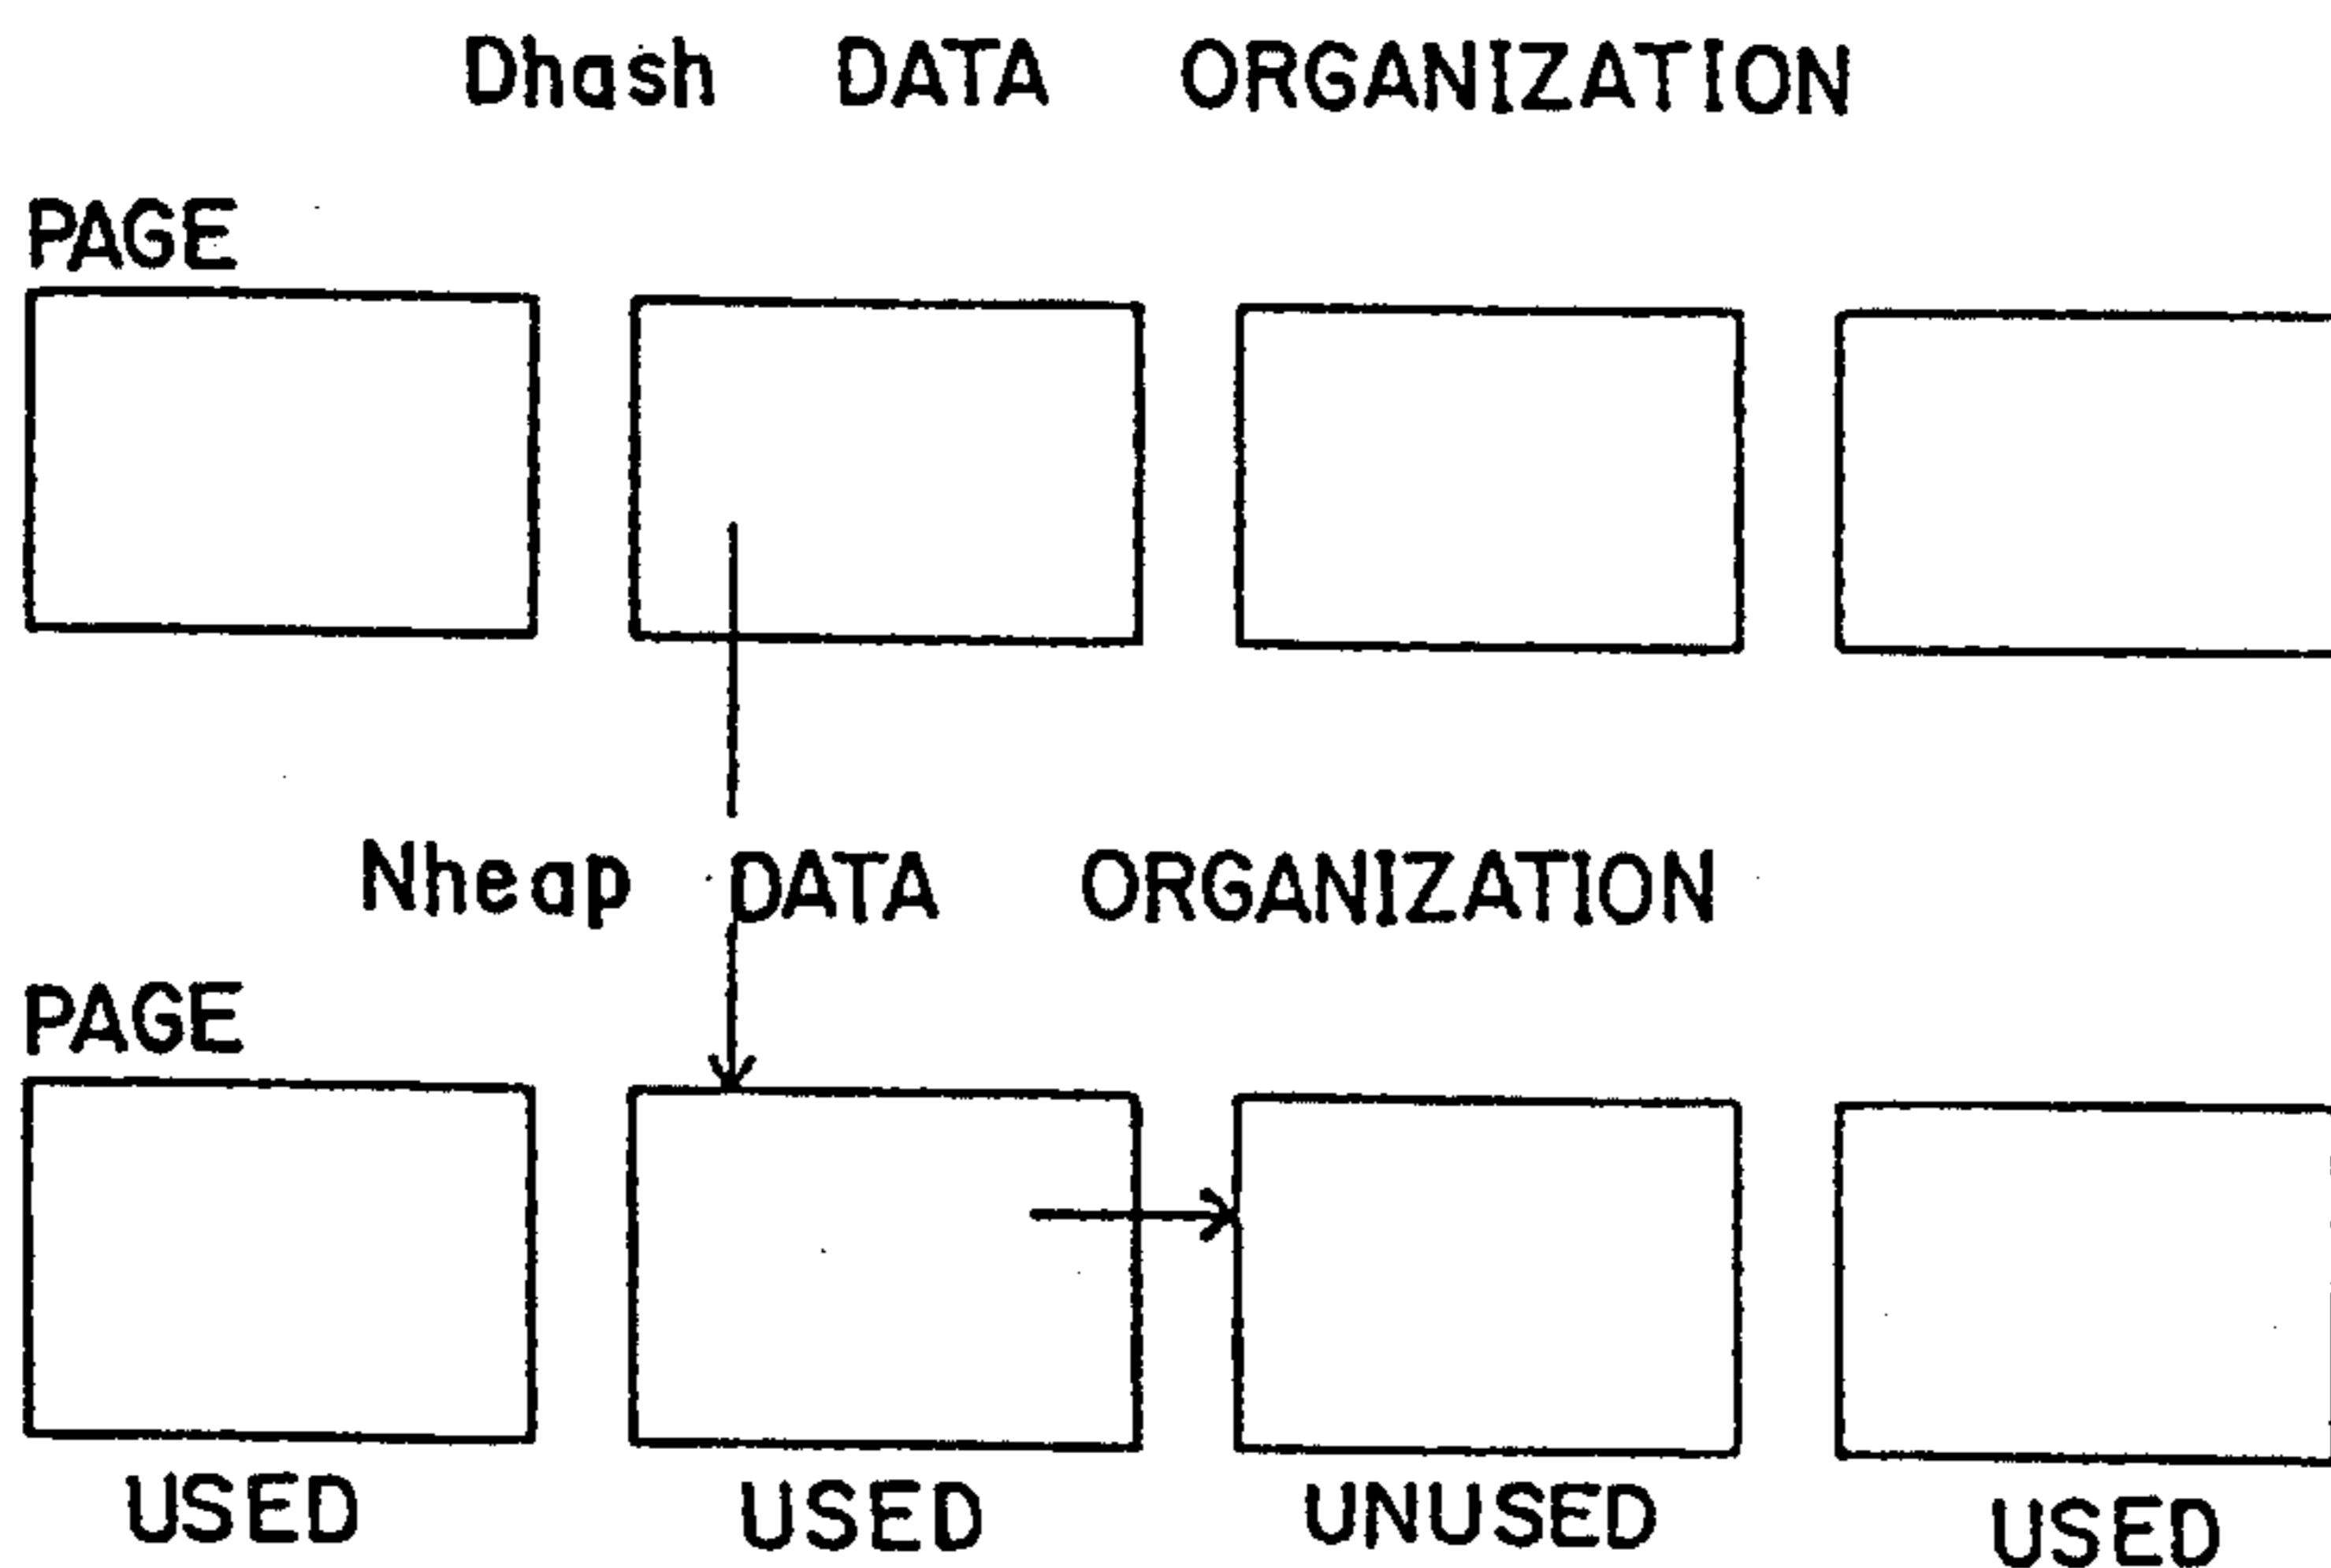 Dhash DATA ORGANIZATION
PAGE
Nheap DATA ORGANIZATION
PAGE
USED USED UNUSED USED